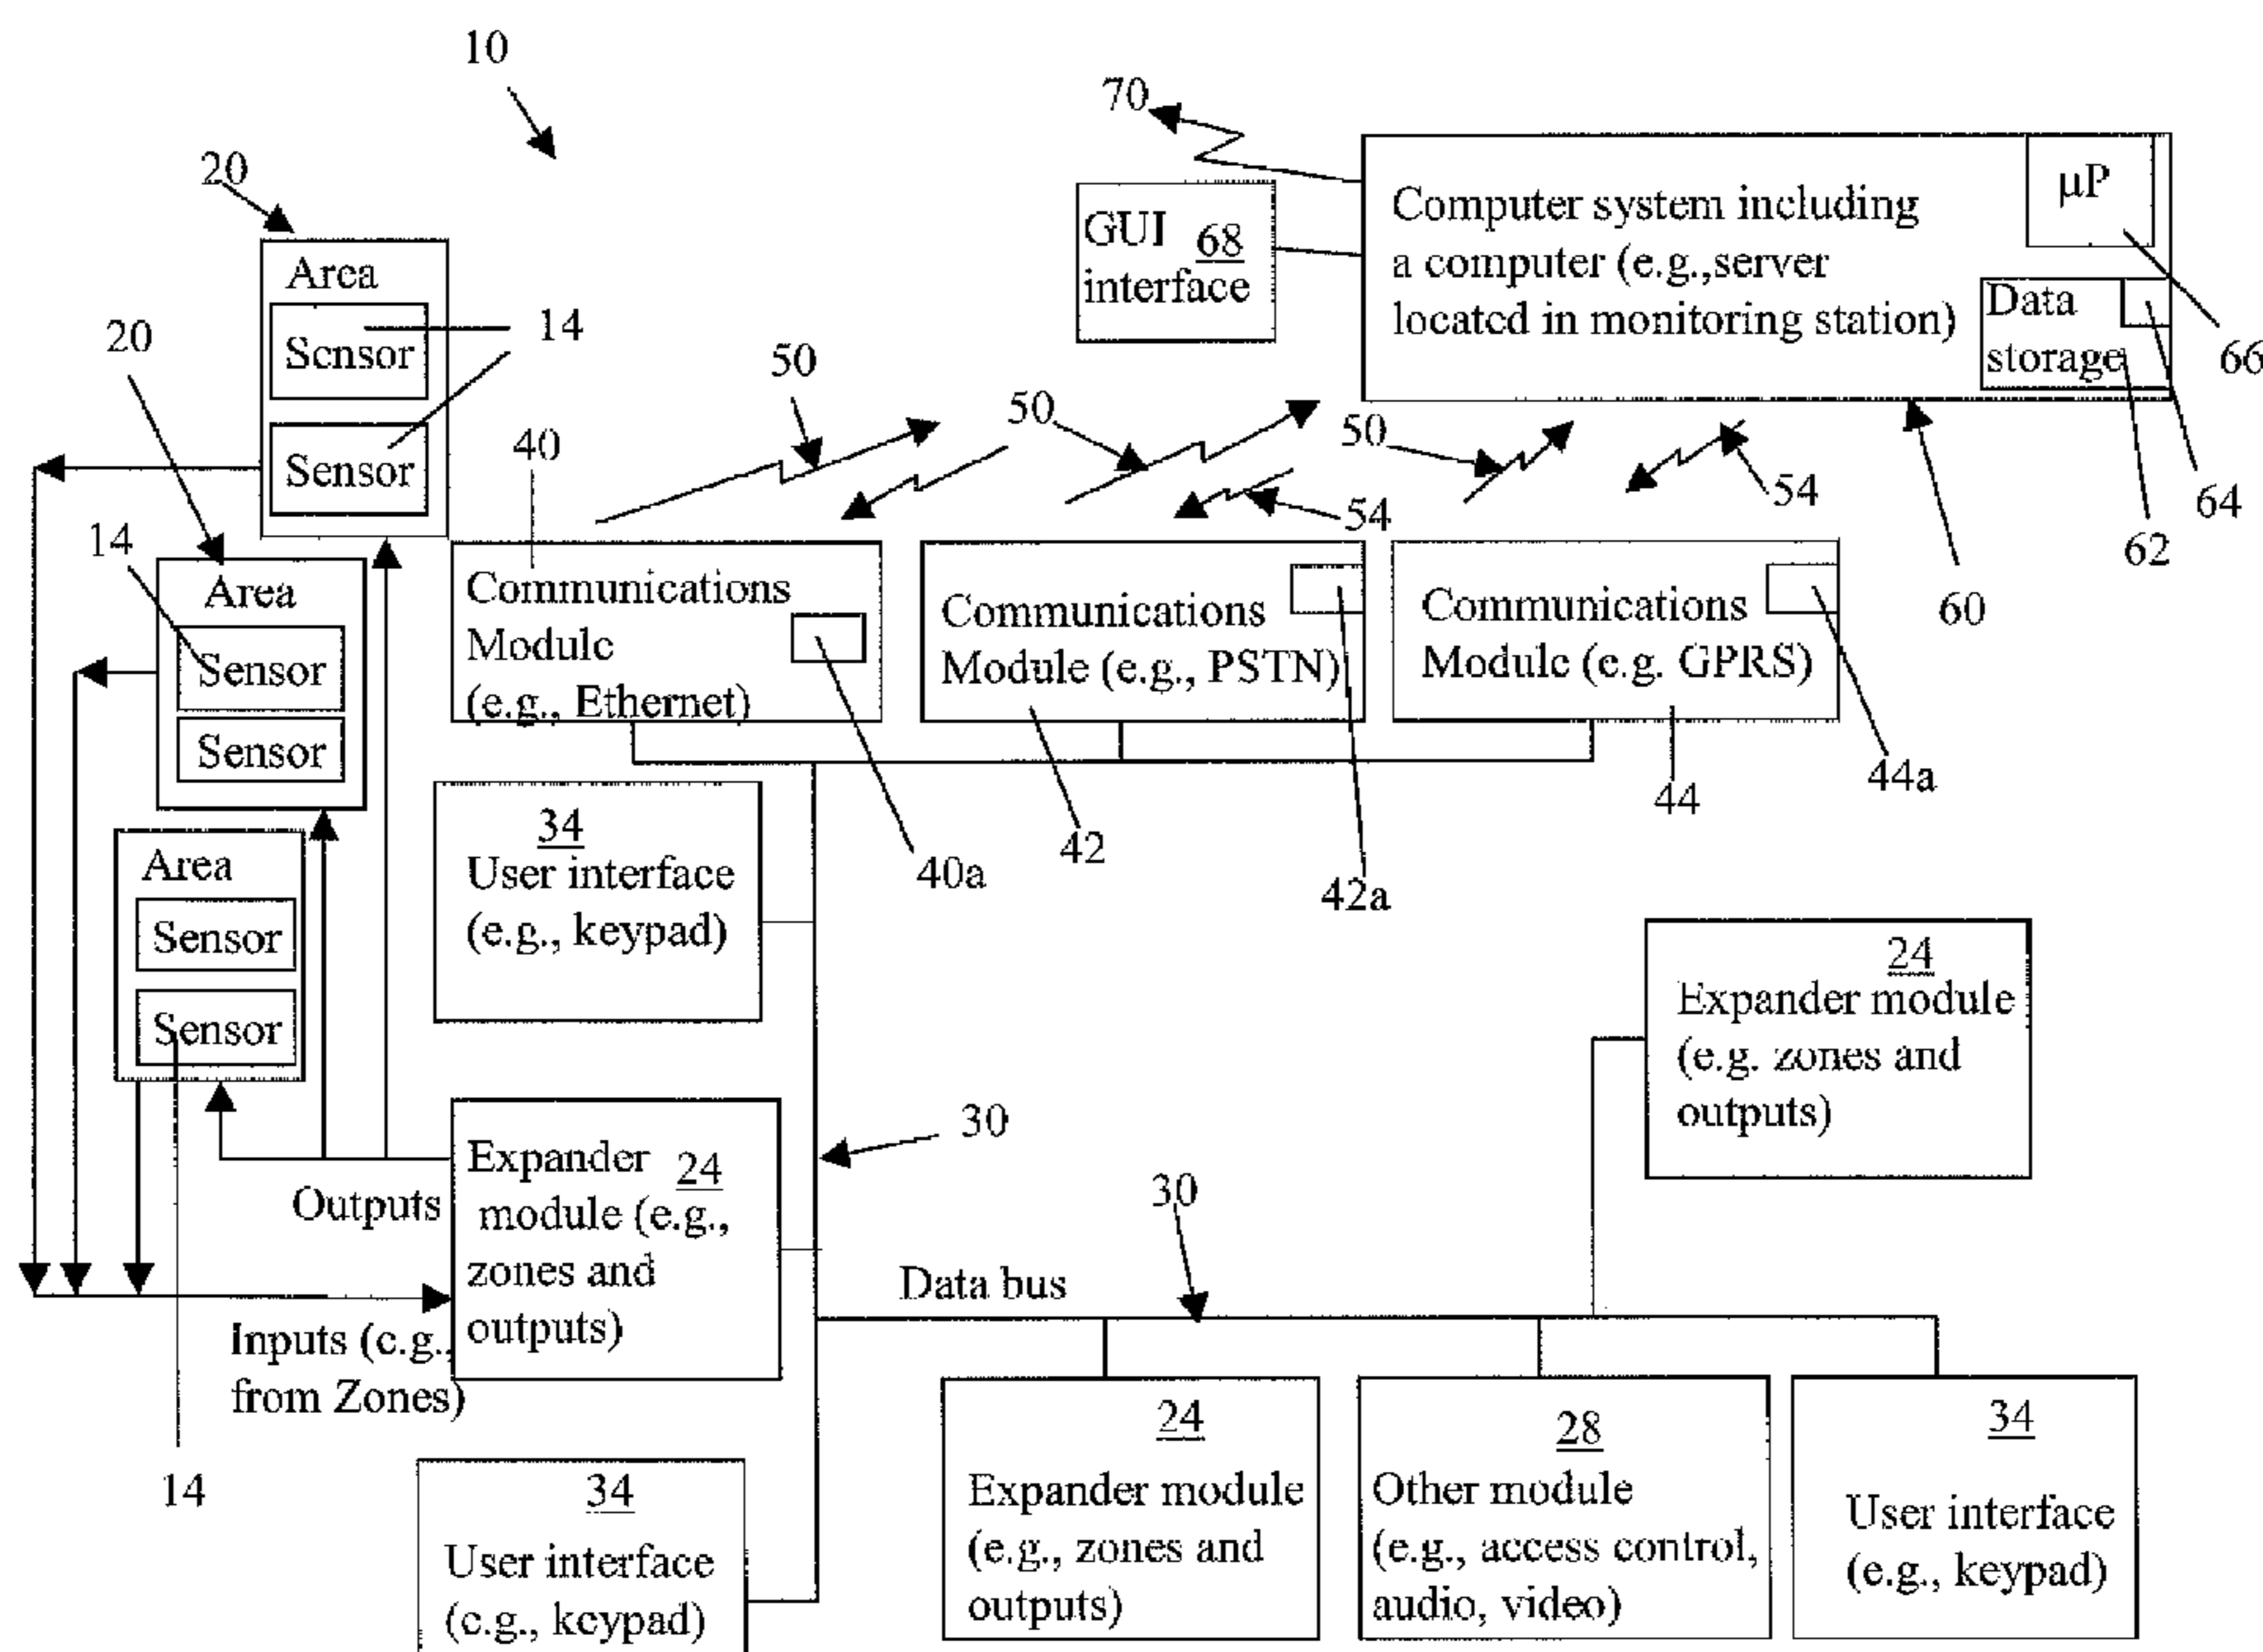 10
70
20
Area
Sensor
Sensor
14
20
14
Area
Sensor
Sensor
Area
Sensor
Sensor
14
GUI 68
interface
Computer system including
a computer (e.g.,server
located in monitoring station)
µP
Data
storage
66
64
62
60
50
50
50
54
54
40
Communications
Module
(e.g., Ethernet)
40a
Communications
Module (e.g., PSTN)
42
42a
Communications
Module (e.g. GPRS)
44
44a
34
User interface
(e.g., keypad)
24
Expander module
(e.g. zones and
outputs)
Outputs
Expander 24
module (e.g.,
zones and
outputs)
30
30
Data bus
Inputs (e.g.,
from Zones)
34
User interface
(e.g., keypad)
24
Expander module
(e.g., zones and
outputs)
28
Other module
(e.g., access control,
audio, video)
34
User interface
(e.g., keypad)